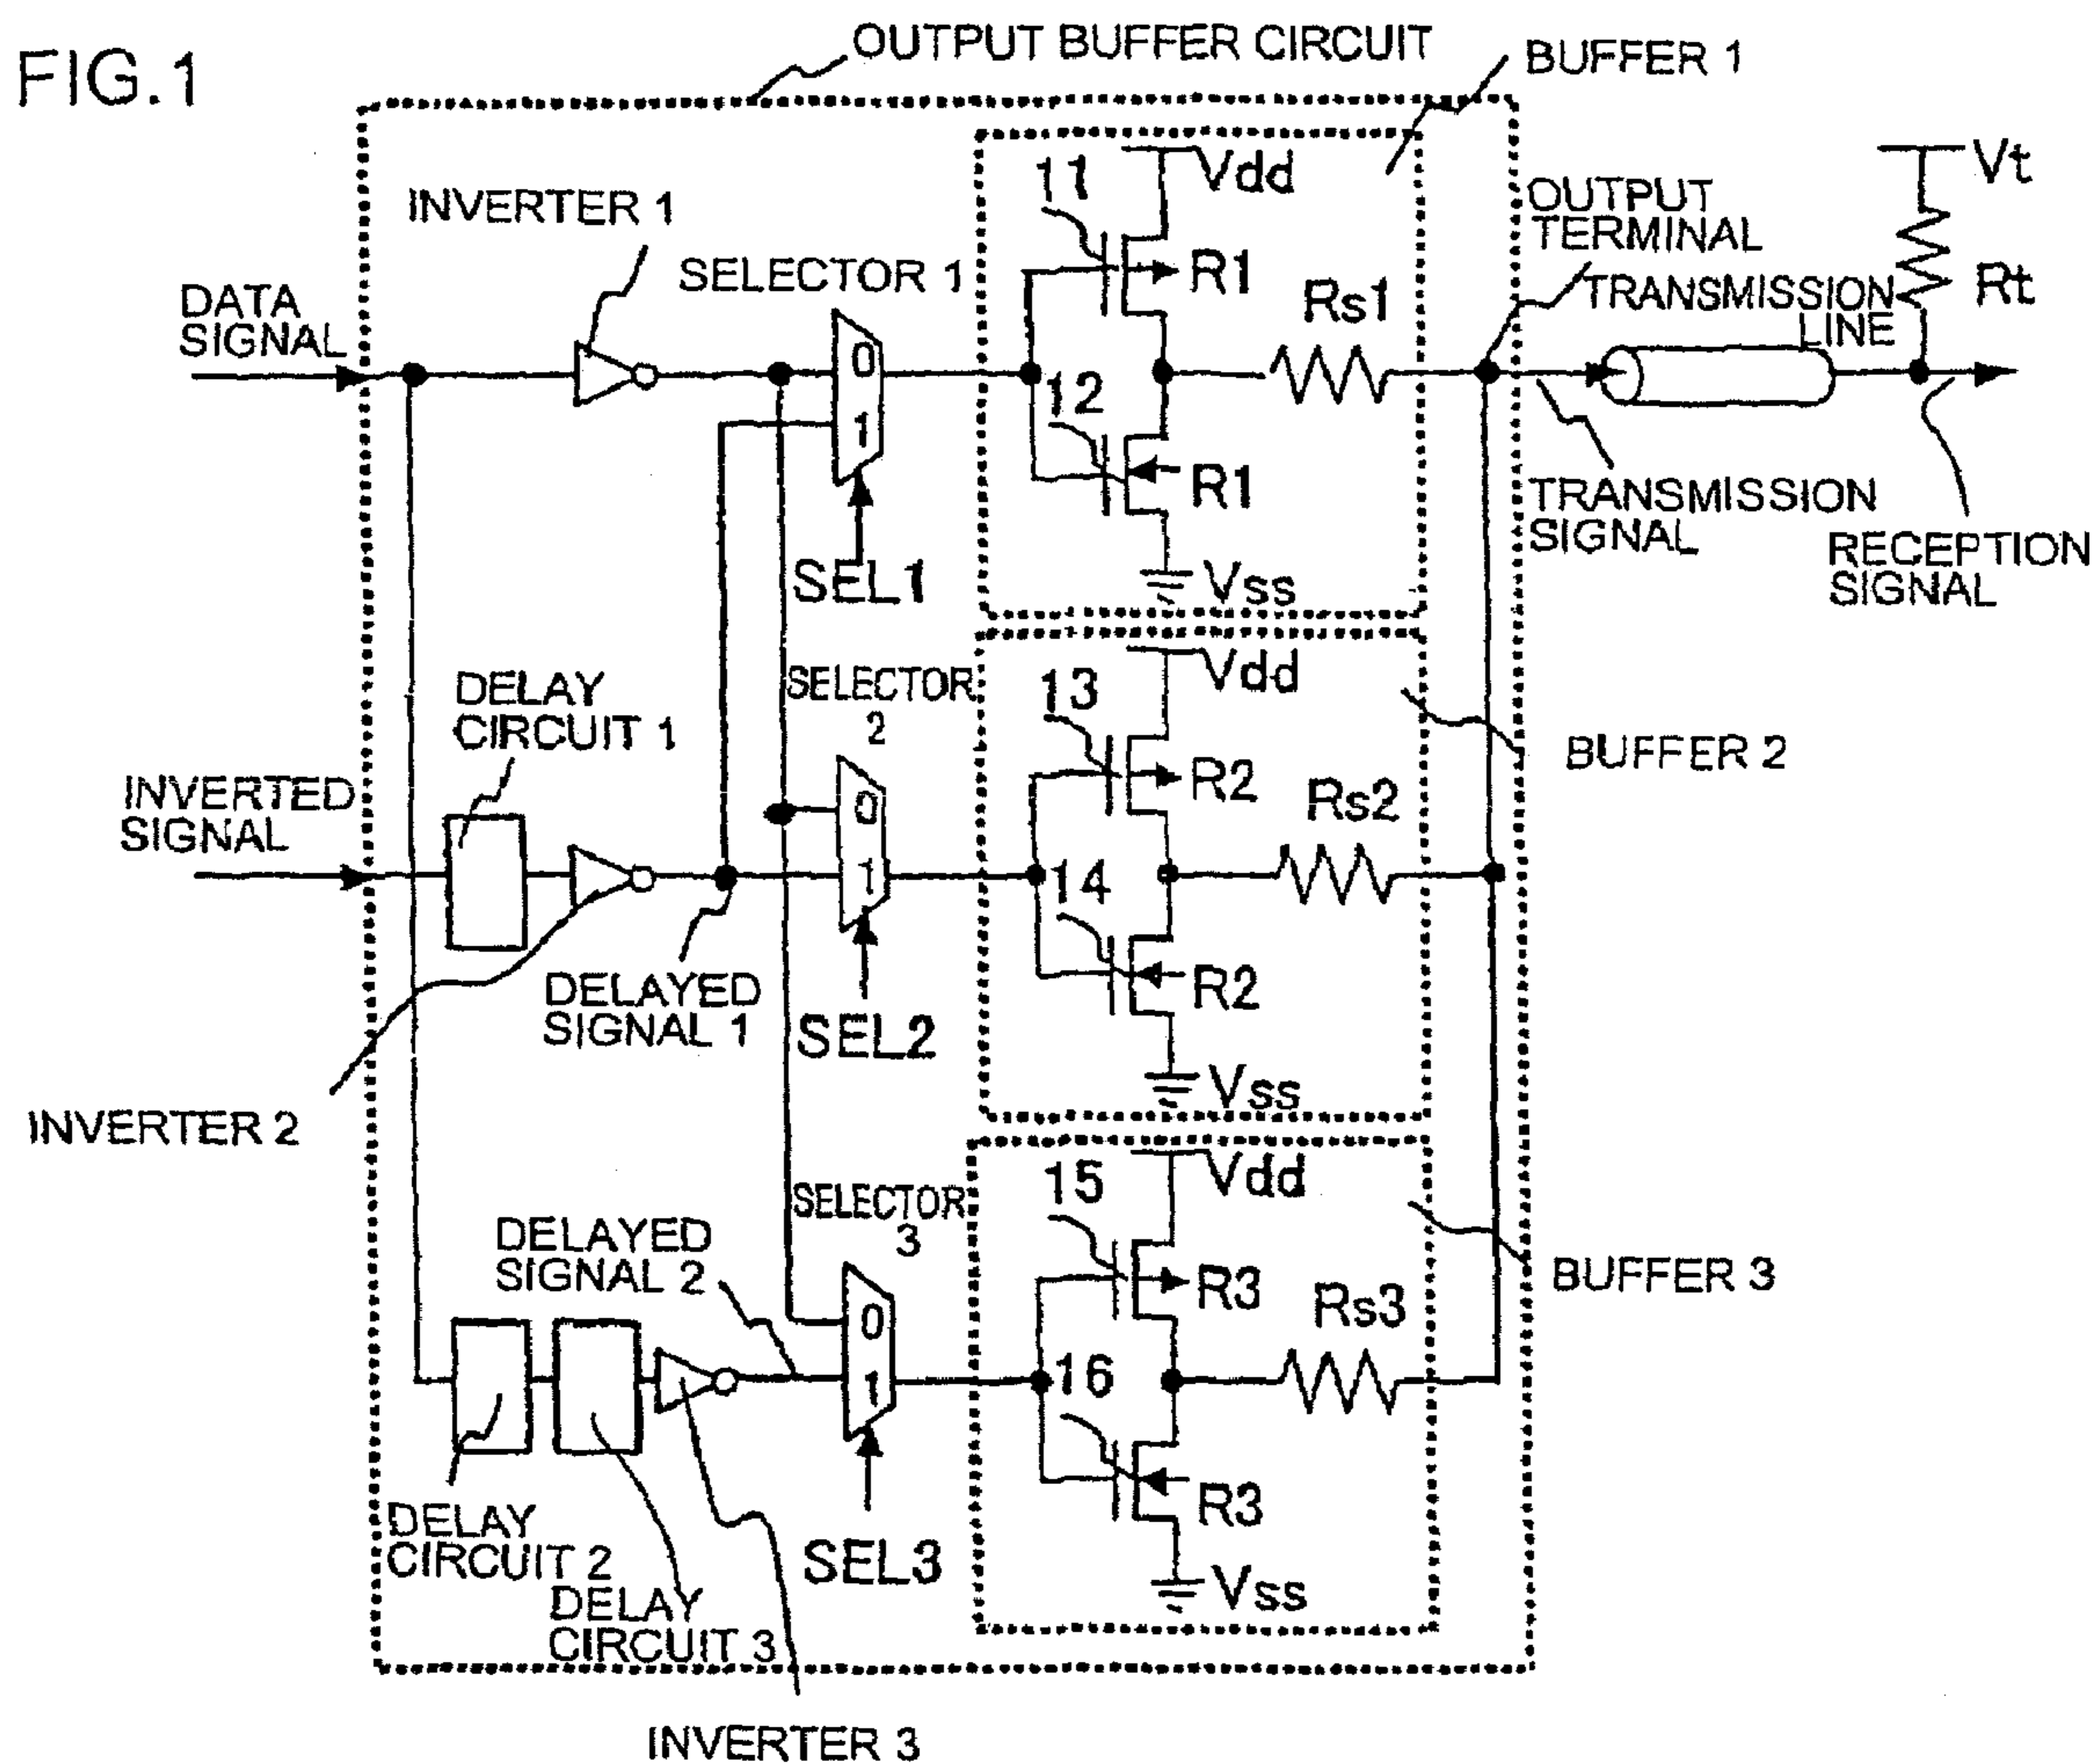 FIG.1
OUTPUT BUFFER CIRCUIT
BUFFER 1
INVERTER 1
SELECTOR 1
DATA
SIGNAL
0
1
SEL1
11
Vdd
R1
12
R1
Vss
Rs1
OUTPUT
TERMINAL
TRANSMISSION
LINE
Vt
Rt
TRANSMISSION
SIGNAL
RECEPTION
SIGNAL
DELAY
CIRCUIT 1
SELECTOR
2
INVERTED
SIGNAL
0
1
SEL2
DELAYED
SIGNAL 1
INVERTER 2
13
Vdd
R2
14
R2
Vss
Rs2
BUFFER 2
SELECTOR
3
DELAYED
SIGNAL 2
0
1
SEL3
DELAY
CIRCUIT 2
DELAY
CIRCUIT 3
INVERTER 3
15
Vdd
R3
16
R3
Vss
Rs3
BUFFER 3